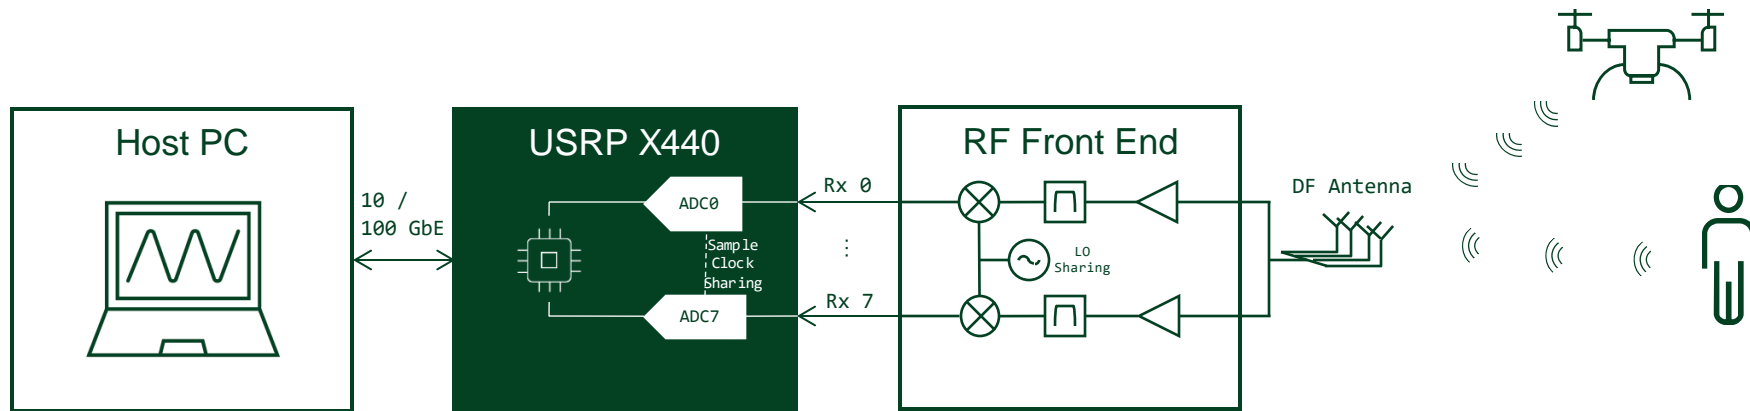 Host PC
10 /
100 GbE
USRP X440
ADC0
Sample
Clock
Sharing
ADC7
Rx 0
⋮
Rx 7
RF Front End
LO
Sharing
DF Antenna